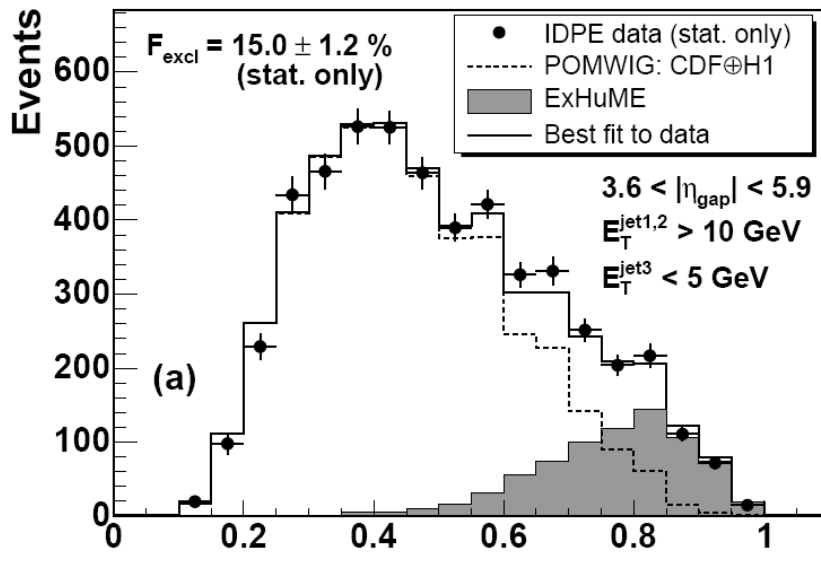 F_excl = 15.0 ± 1.2 %
(stat. only)
IDPE data (stat. only)
POMWIG: CDF⊕H1
ExHuME
Best fit to data
3.6 < |η_gap| < 5.9
E_T^jet1,2 > 10 GeV
E_T^jet3 < 5 GeV
(a)
Events
600
500
400
300
200
100
0
0 0.2 0.4 0.6 0.8 1